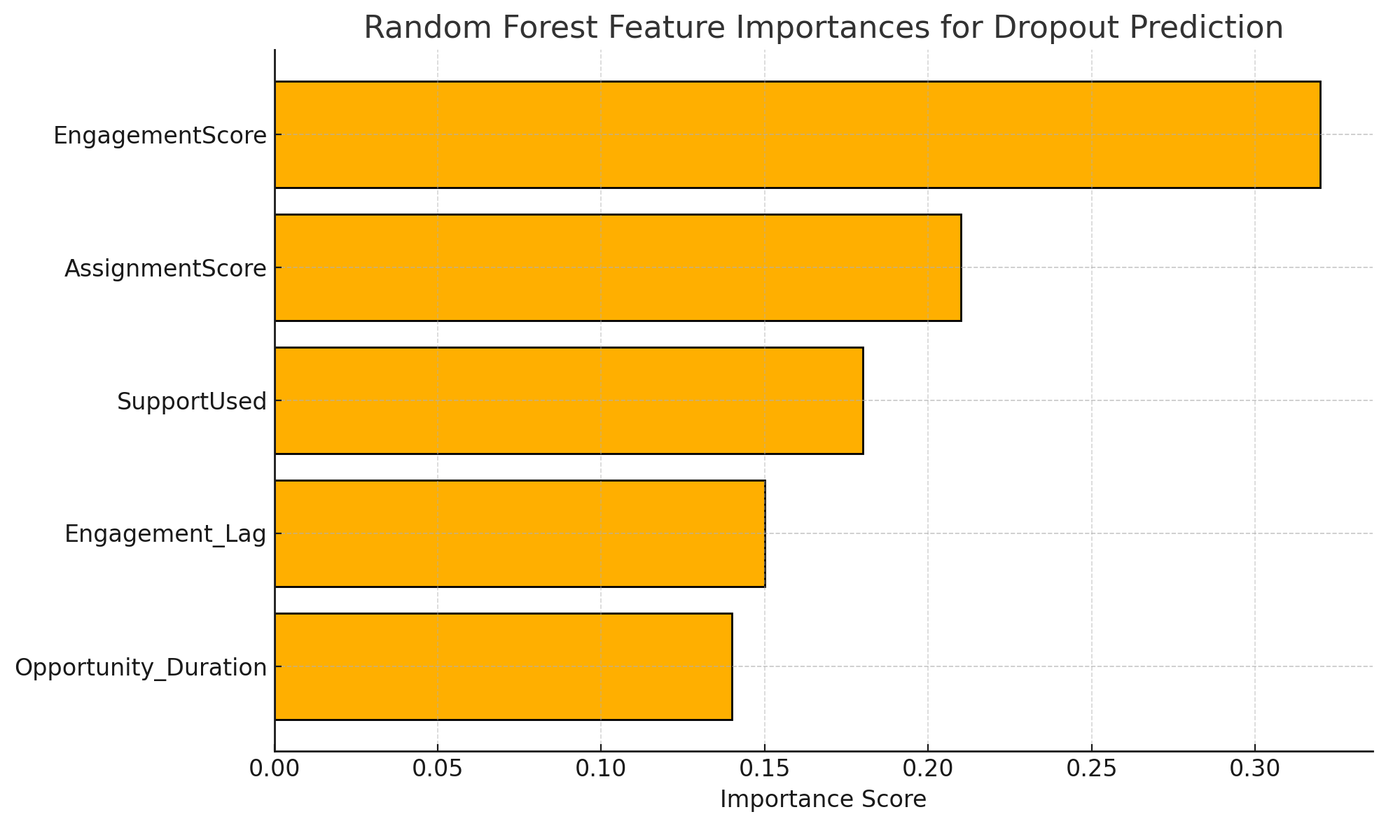 Random Forest Feature Importances for Dropout Prediction
EngagementScore
AssignmentScore
SupportUsed
Engagement_Lag
Opportunity_Duration
0.00 0.05 0.10 0.15 0.20 0.25 0.30
Importance Score